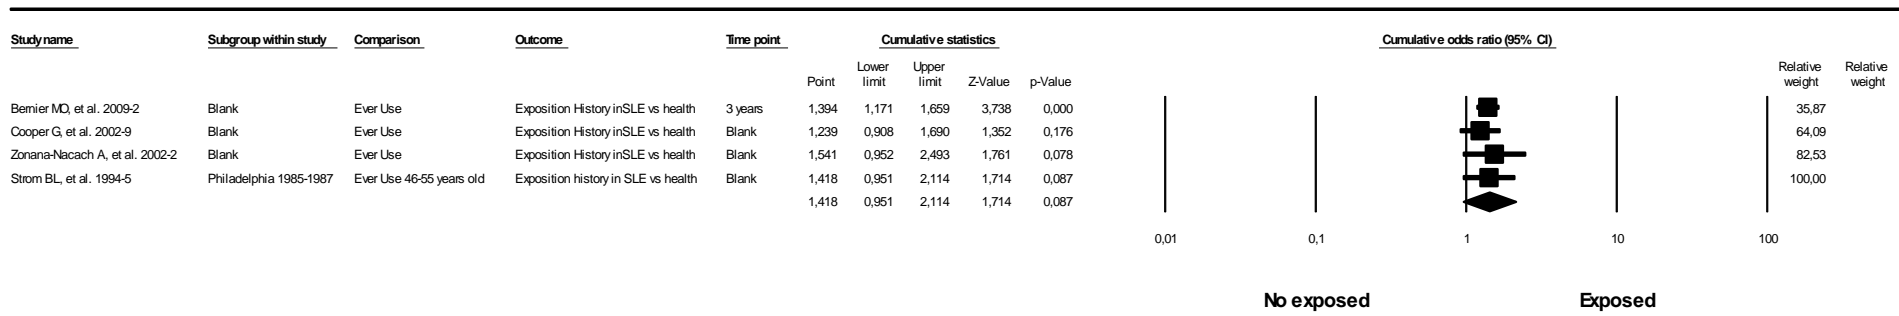 Study name Subgroup within study Comparison Outcome Time point Cumulative statistics Cumulative odds ratio (95% CI)
Lower Upper Relative Relative
Point limit limit Z-Value p-Value weight weight
Bernier MO, et al. 2009-2 Blank Ever Use Exposition History inSLE vs health 3 years 1,394 1,171 1,659 3,738 0,000 35,87
Cooper G, et al. 2002-9 Blank Ever Use Exposition History inSLE vs health Blank 1,239 0,908 1,690 1,352 0,176 64,09
Zonana-Nacach A, et al. 2002-2 Blank Ever Use Exposition History inSLE vs health Blank 1,541 0,952 2,493 1,761 0,078 82,53
Strom BL, et al. 1994-5 Philadelphia 1985-1987 Ever Use 46-55 years old Exposition history in SLE vs health Blank 1,418 0,951 2,114 1,714 0,087 100,00
1,418 0,951 2,114 1,714 0,087
0,01 0,1 1 10 100
No exposed Exposed